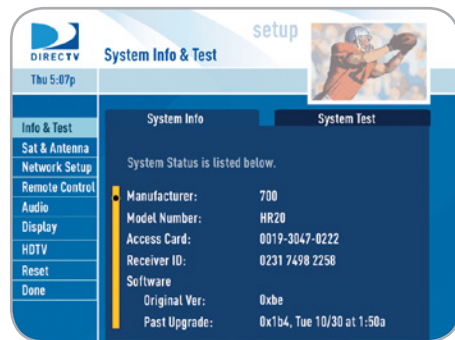 setup
DIRECTV
System Info & Test
Thu 5:07p
System Info
System Test
Info & Test
Sat & Antenna
Network Setup
Remote Control
Audio
Display
HDTV
Reset
Done
System Status is listed below.
Manufacturer: 700
Model Number: HR20
Access Card: 0019-3047-0222
Receiver ID: 0231 7498 2258
Software
Original Ver: 0xbe
Past Upgrade: 0x1b4, Tue 10/30 at 1:50a